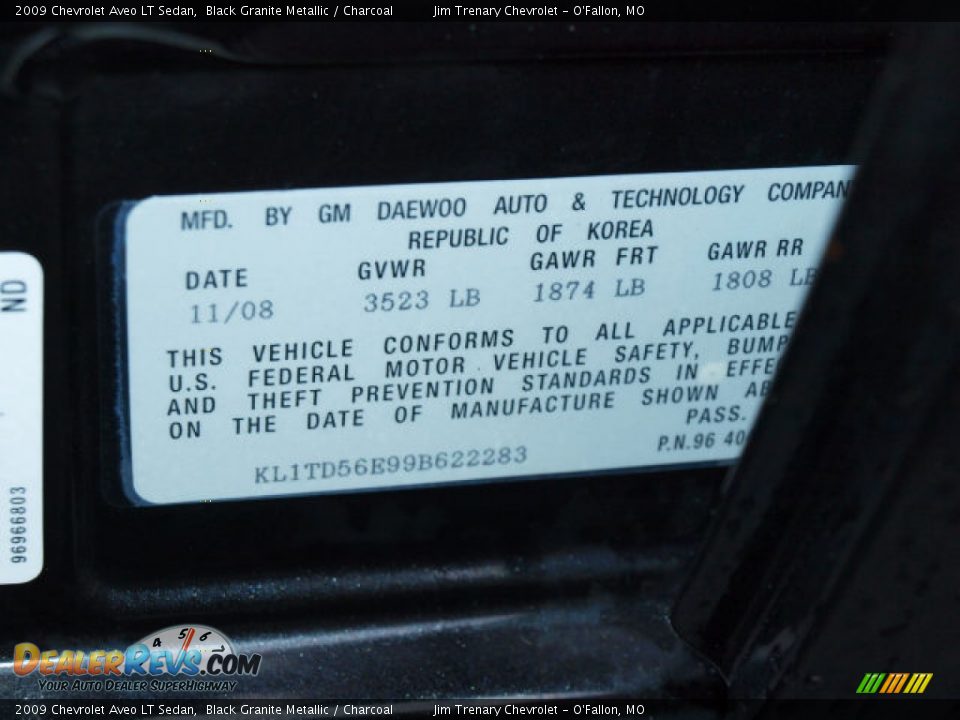 2009 Chevrolet Aveo LT Sedan, Black Granite Metallic / Charcoal Jim Trenary Chevrolet - O'Fallon, MO
MFD. BY GM DAEWOO AUTO & TECHNOLOGY COMPAN
REPUBLIC OF KOREA
DATE GVWR GAWR FRT GAWR RR
11/08 3523 LB 1874 LB 1808 LB
THIS VEHICLE CONFORMS TO ALL APPLICABLE
U.S. FEDERAL MOTOR VEHICLE SAFETY, BUMP
AND THEFT PREVENTION STANDARDS IN EFFE
ON THE DATE OF MANUFACTURE SHOWN AB
PASS.
KL1TD56E99B622283
P.N.96 40
ND
96966803
4 5 6 7
DEALERREVS.COM
YOUR AUTO DEALER SUPERHIGHWAY
2009 Chevrolet Aveo LT Sedan, Black Granite Metallic / Charcoal Jim Trenary Chevrolet - O'Fallon, MO